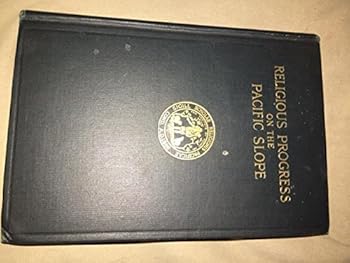 RELIGIOUS PROGRESS
ON THE
PACIFIC SLOPE